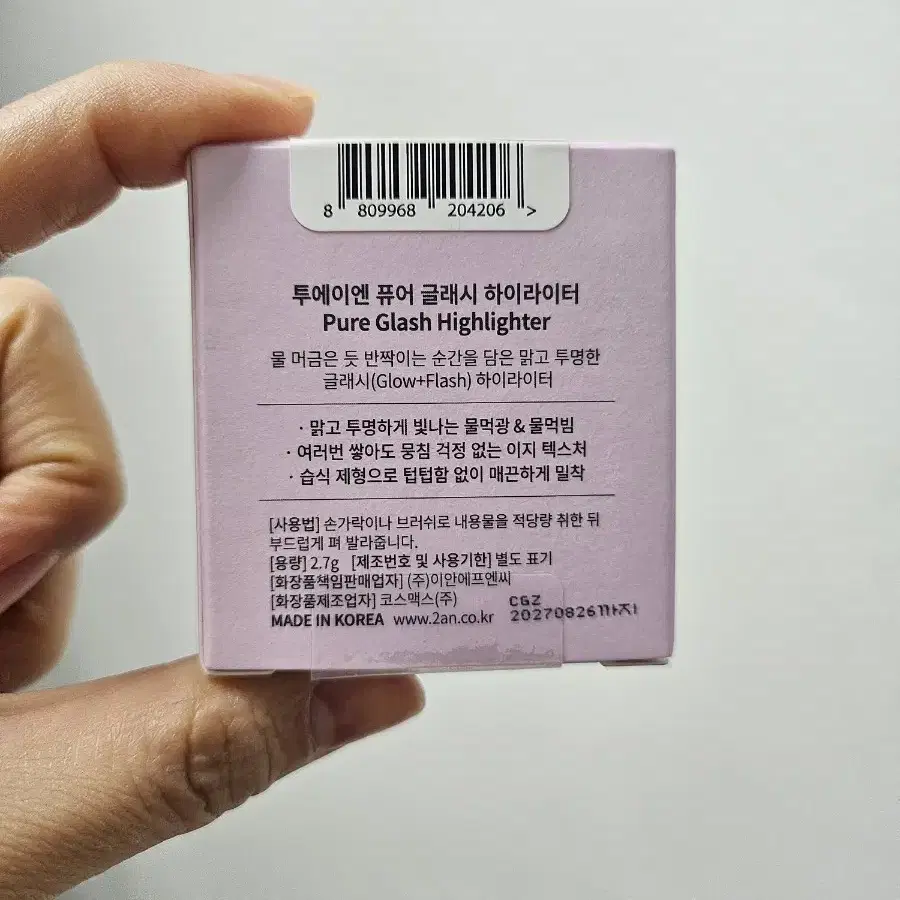 8 809968 204206 >
투에이엔 퓨어 글래시 하이라이터
Pure Glash Highlighter
물 머금은 듯 반짝이는 순간을 담은 맑고 투명한
글래시(Glow+Flash) 하이라이터
· 맑고 투명하게 빛나는 물먹광 & 물먹빔
· 여러번 쌓아도 뭉침 걱정 없는 이지 텍스처
· 습식 제형으로 텁텁함 없이 매끈하게 밀착
[사용법] 손가락이나 브러쉬로 내용물을 적당량 취한 뒤
부드럽게 펴 발라줍니다.
[용량] 2.7g [제조번호 및 사용기한] 별도 표기
[화장품책임판매업자] (주)이안에프엔씨
[화장품제조업자] 코스맥스(주)
MADE IN KOREA www.2an.co.kr
CGZ
20270826까지